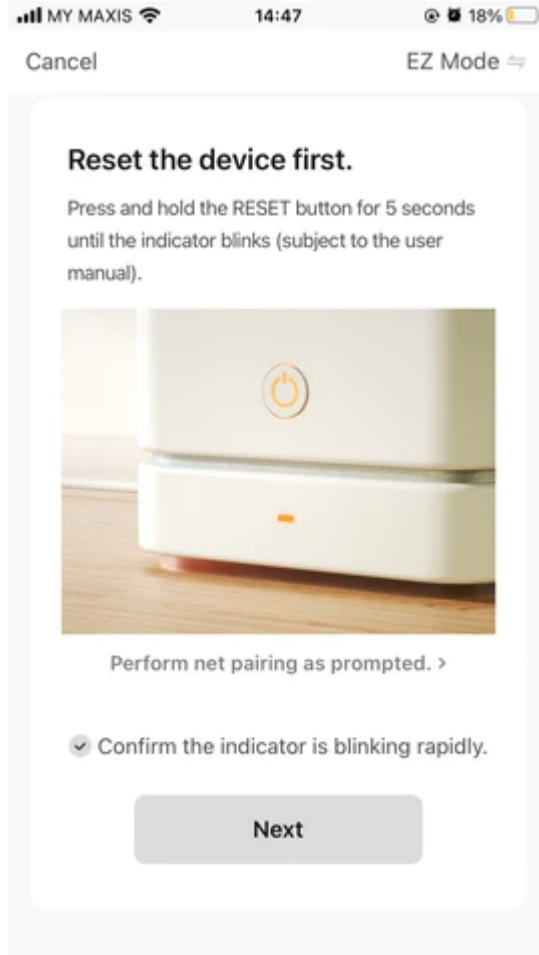 MY MAXIS 14:47 18%
Cancel EZ Mode
Reset the device first.
Press and hold the RESET button for 5 seconds
until the indicator blinks (subject to the user
manual).
Perform net pairing as prompted. >
Confirm the indicator is blinking rapidly.
Next